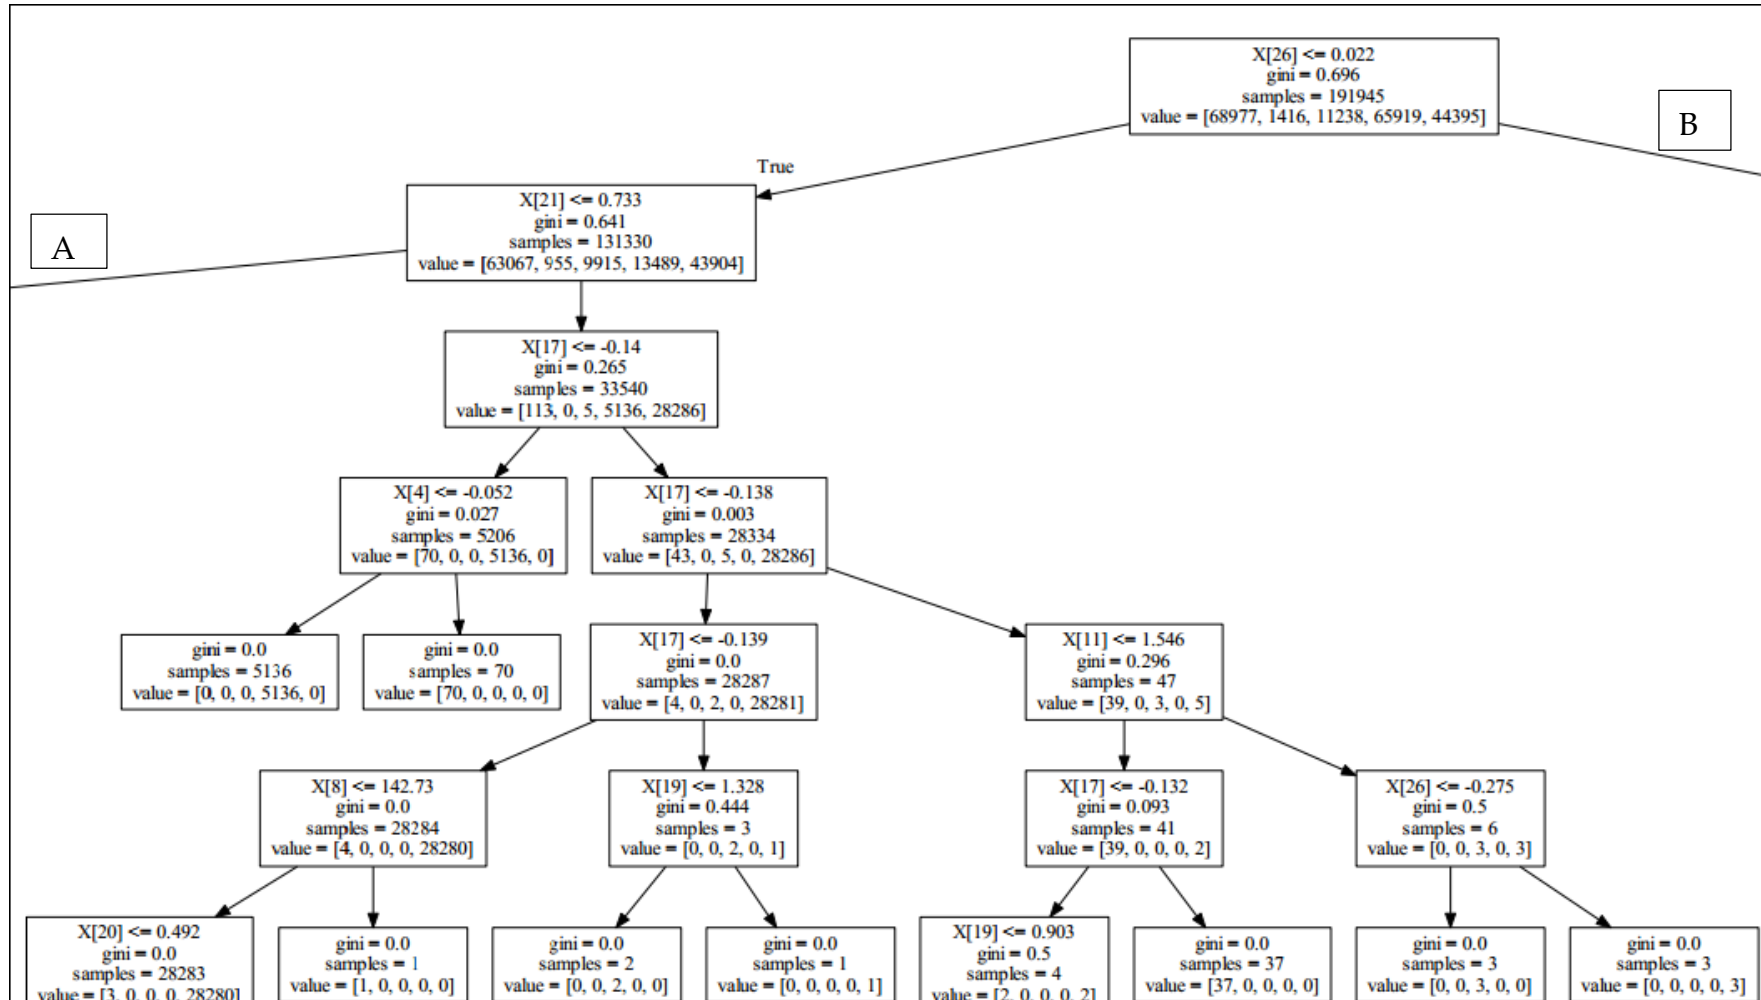 X[26] <= 0.022
gini = 0.696
samples = 191945
value = [68977, 1416, 11238, 65919, 44395]
B
True
X[21] <= 0.733
gini = 0.641
samples = 131330
value = [63067, 955, 9915, 13489, 43904]
A
X[17] <= -0.14
gini = 0.265
samples = 33540
value = [113, 0, 5, 5136, 28286]
X[4] <= -0.052
gini = 0.027
samples = 5206
value = [70, 0, 0, 5136, 0]
X[17] <= -0.138
gini = 0.003
samples = 28334
value = [43, 0, 5, 0, 28286]
gini = 0.0
samples = 5136
value = [0, 0, 0, 5136, 0]
gini = 0.0
samples = 70
value = [70, 0, 0, 0, 0]
X[17] <= -0.139
gini = 0.0
samples = 28287
value = [4, 0, 2, 0, 28281]
X[11] <= 1.546
gini = 0.296
samples = 47
value = [39, 0, 3, 0, 5]
X[8] <= 142.73
gini = 0.0
samples = 28284
value = [4, 0, 0, 0, 28280]
X[19] <= 1.328
gini = 0.444
samples = 3
value = [0, 0, 2, 0, 1]
X[17] <= -0.132
gini = 0.093
samples = 41
value = [39, 0, 0, 0, 2]
X[26] <= -0.275
gini = 0.5
samples = 6
value = [0, 0, 3, 0, 3]
X[20] <= 0.492
gini = 0.0
samples = 28283
value = [3, 0, 0, 0, 28280]
gini = 0.0
samples = 1
value = [1, 0, 0, 0, 0]
gini = 0.0
samples = 2
value = [0, 0, 2, 0, 0]
gini = 0.0
samples = 1
value = [0, 0, 0, 0, 1]
X[19] <= 0.903
gini = 0.5
samples = 4
value = [2, 0, 0, 0, 2]
gini = 0.0
samples = 37
value = [37, 0, 0, 0, 0]
gini = 0.0
samples = 3
value = [0, 0, 3, 0, 0]
gini = 0.0
samples = 3
value = [0, 0, 0, 0, 3]